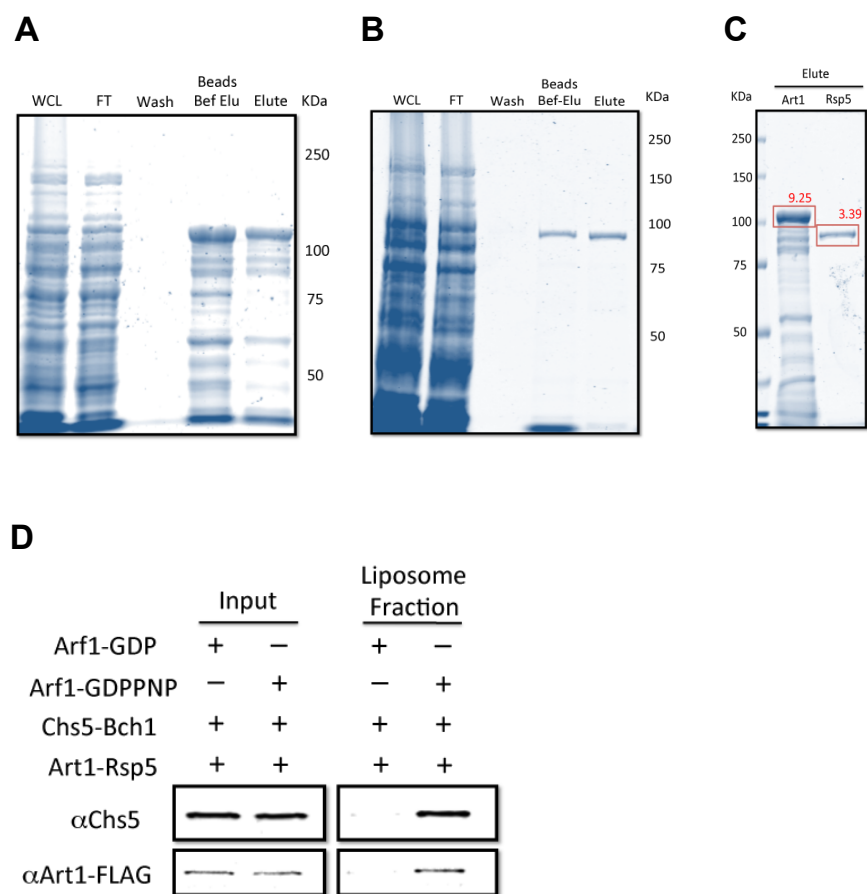 A
B
C
Beads
WCL FT Wash Bef Elu Elute KDa
250
100
75
50
Beads
WCL FT Wash Bef-Elu Elute KDa
250
150
100
75
50
Elute
KDa Art1 Rsp5
250
150
100
75
50
9.25
3.39
D
Input
Liposome
Fraction
Arf1-GDP + − + −
Arf1-GDPPNP − + − +
Chs5-Bch1 + + + +
Art1-Rsp5 + + + +
αChs5
αArt1-FLAG